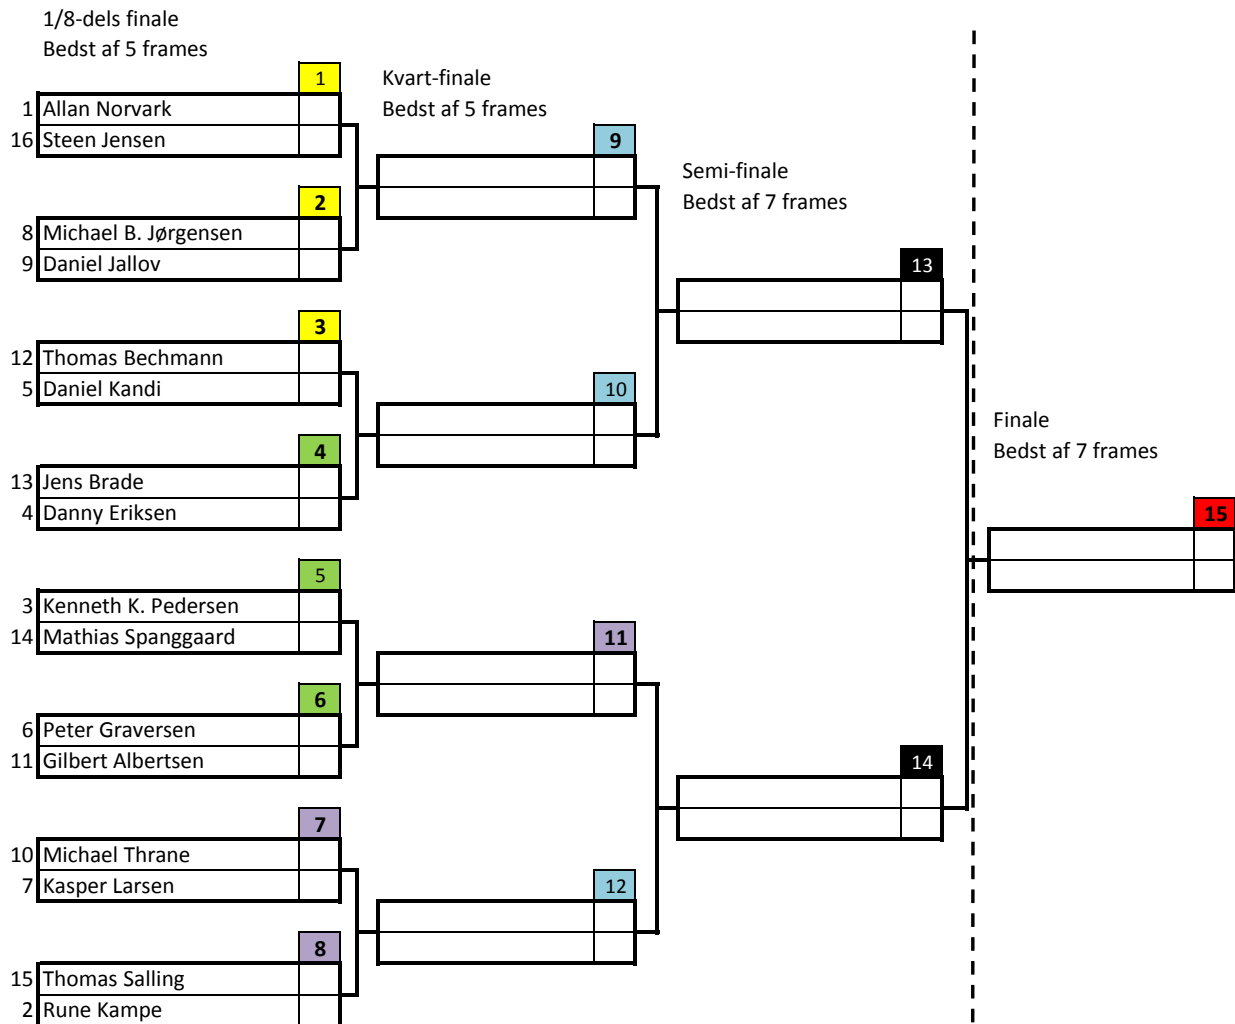 1/8-dels finale
Bedst af 5 frames
1
1 Allan Norvark
16 Steen Jensen
2
8 Michael B. Jørgensen
9 Daniel Jallov
3
12 Thomas Bechmann
5 Daniel Kandi
4
13 Jens Brade
4 Danny Eriksen
5
3 Kenneth K. Pedersen
14 Mathias Spanggaard
6
6 Peter Graversen
11 Gilbert Albertsen
7
10 Michael Thrane
7 Kasper Larsen
8
15 Thomas Salling
2 Rune Kampe
Kvart-finale
Bedst af 5 frames
9
10
11
12
Semi-finale
Bedst af 7 frames
13
14
Finale
Bedst af 7 frames
15